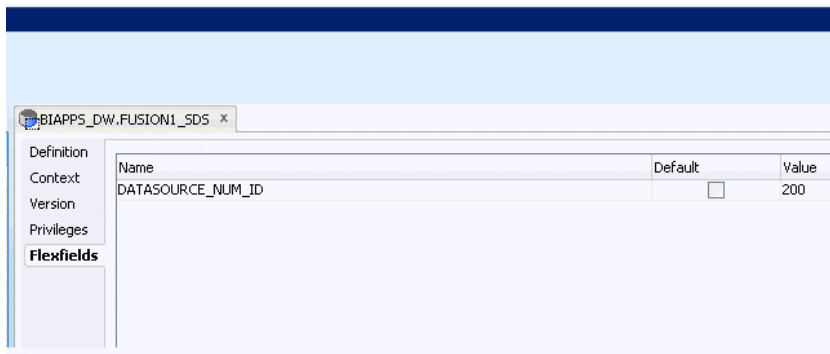 BIAPPS_DW.FUSION1_SDS x
Definition
Context
Version
Privileges
Flexfields
Name Default Value
DATASOURCE_NUM_ID 200